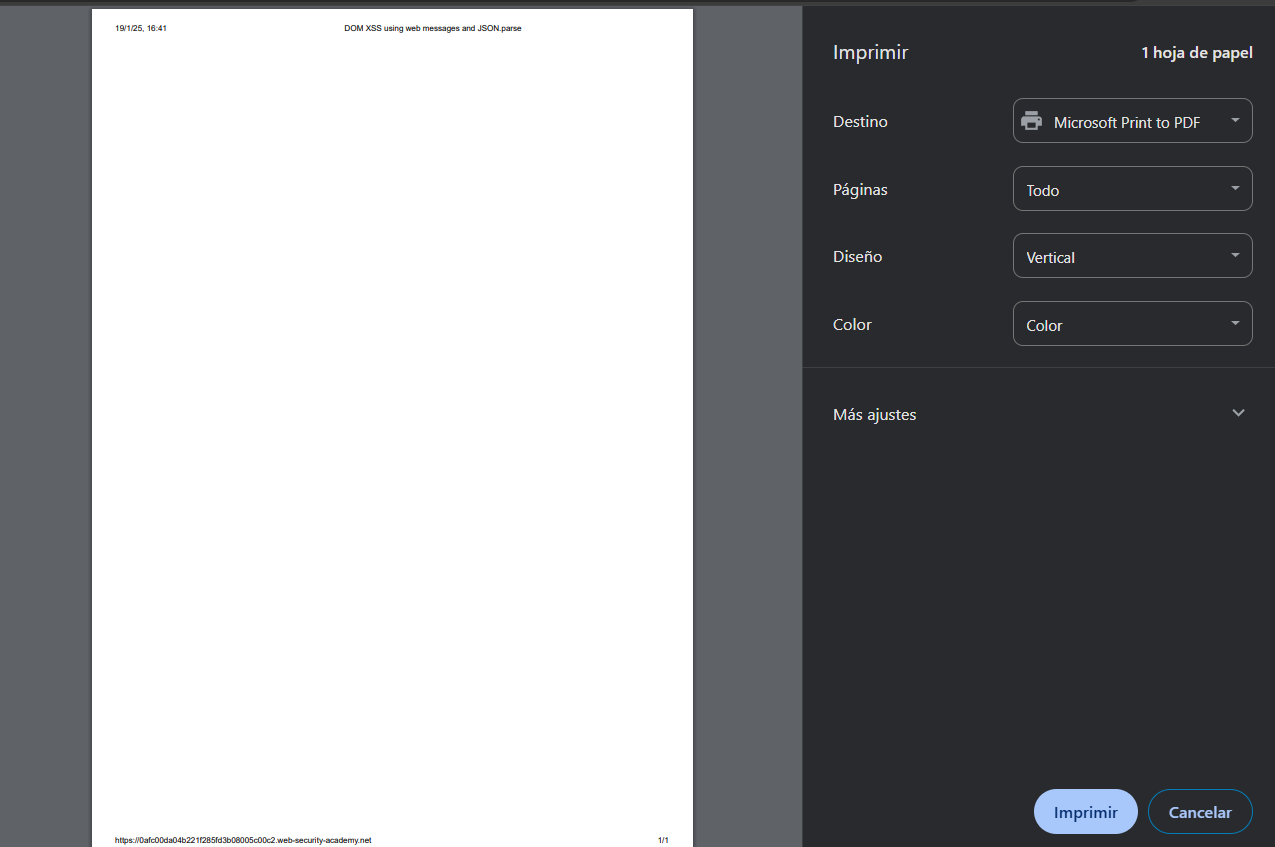 19/1/25, 16:41 DOM XSS using web messages and JSON.parse
https://0afc00da04b221f285fd3b08005c00c2.web-security-academy.net 1/1
Imprimir 1 hoja de papel
Destino Microsoft Print to PDF
Páginas Todo
Diseño Vertical
Color Color
Más ajustes
Imprimir Cancelar